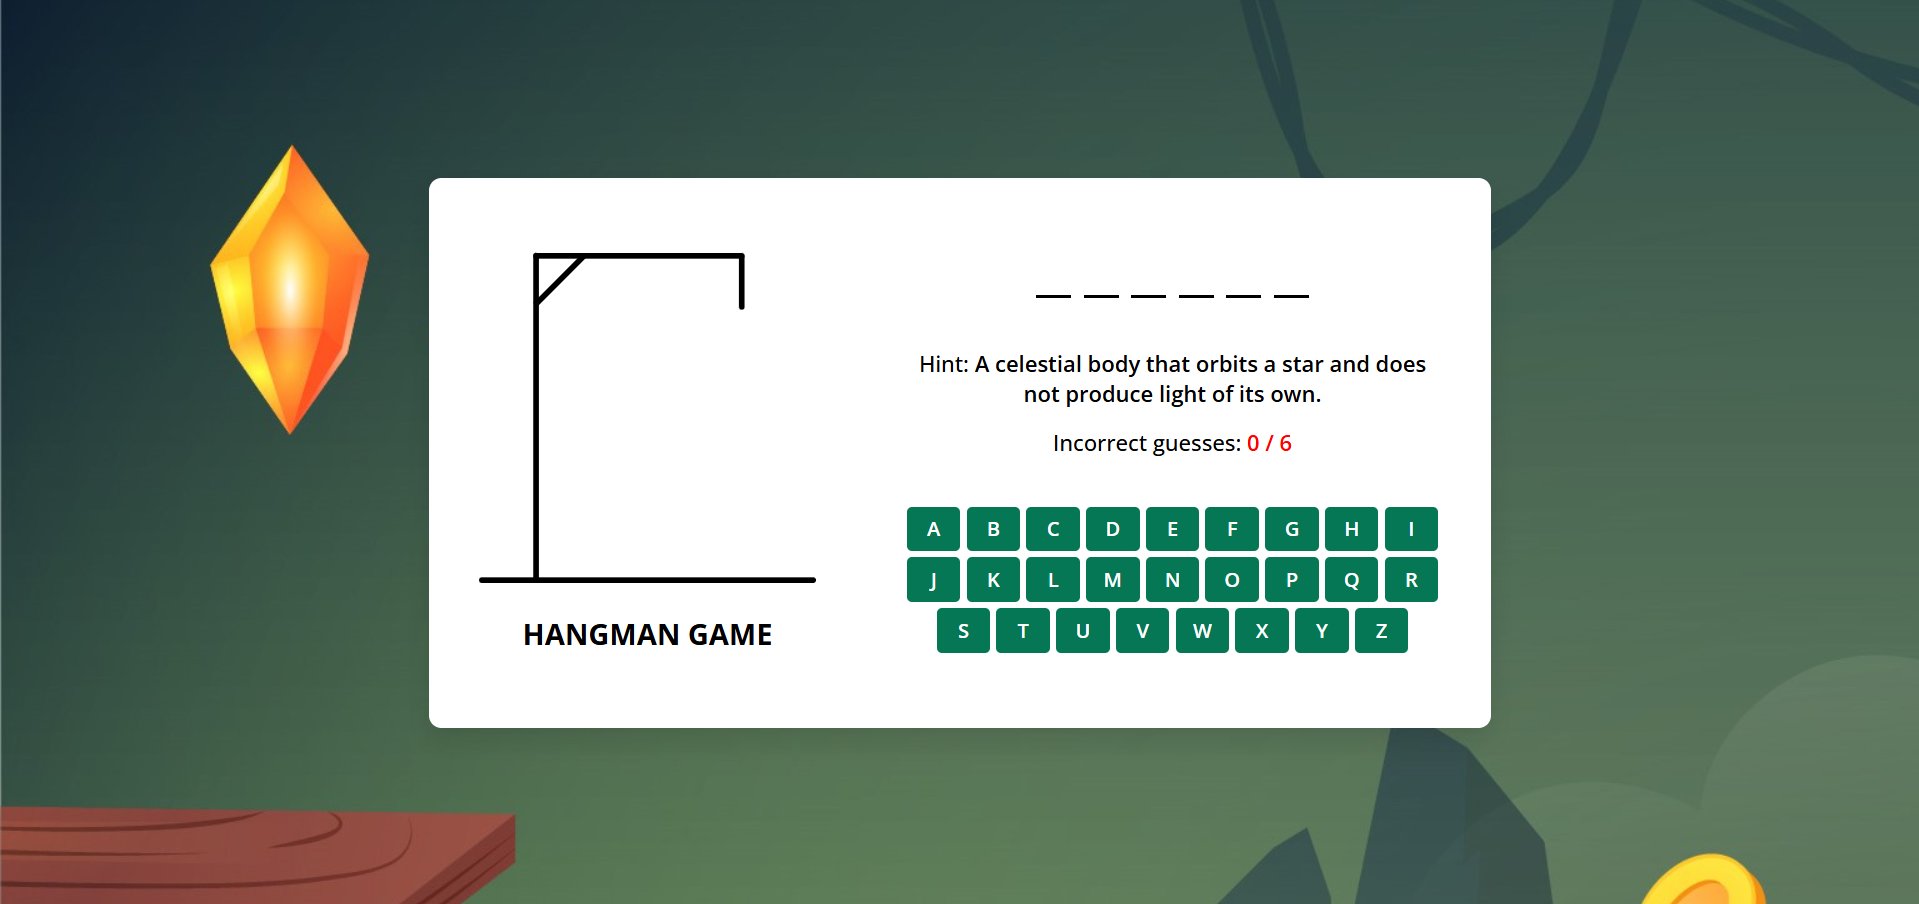 Hint: A celestial body that orbits a star and does
not produce light of its own.
Incorrect guesses: 0 / 6
A B C D E F G H I
J K L M N O P Q R
S T U V W X Y Z
HANGMAN GAME